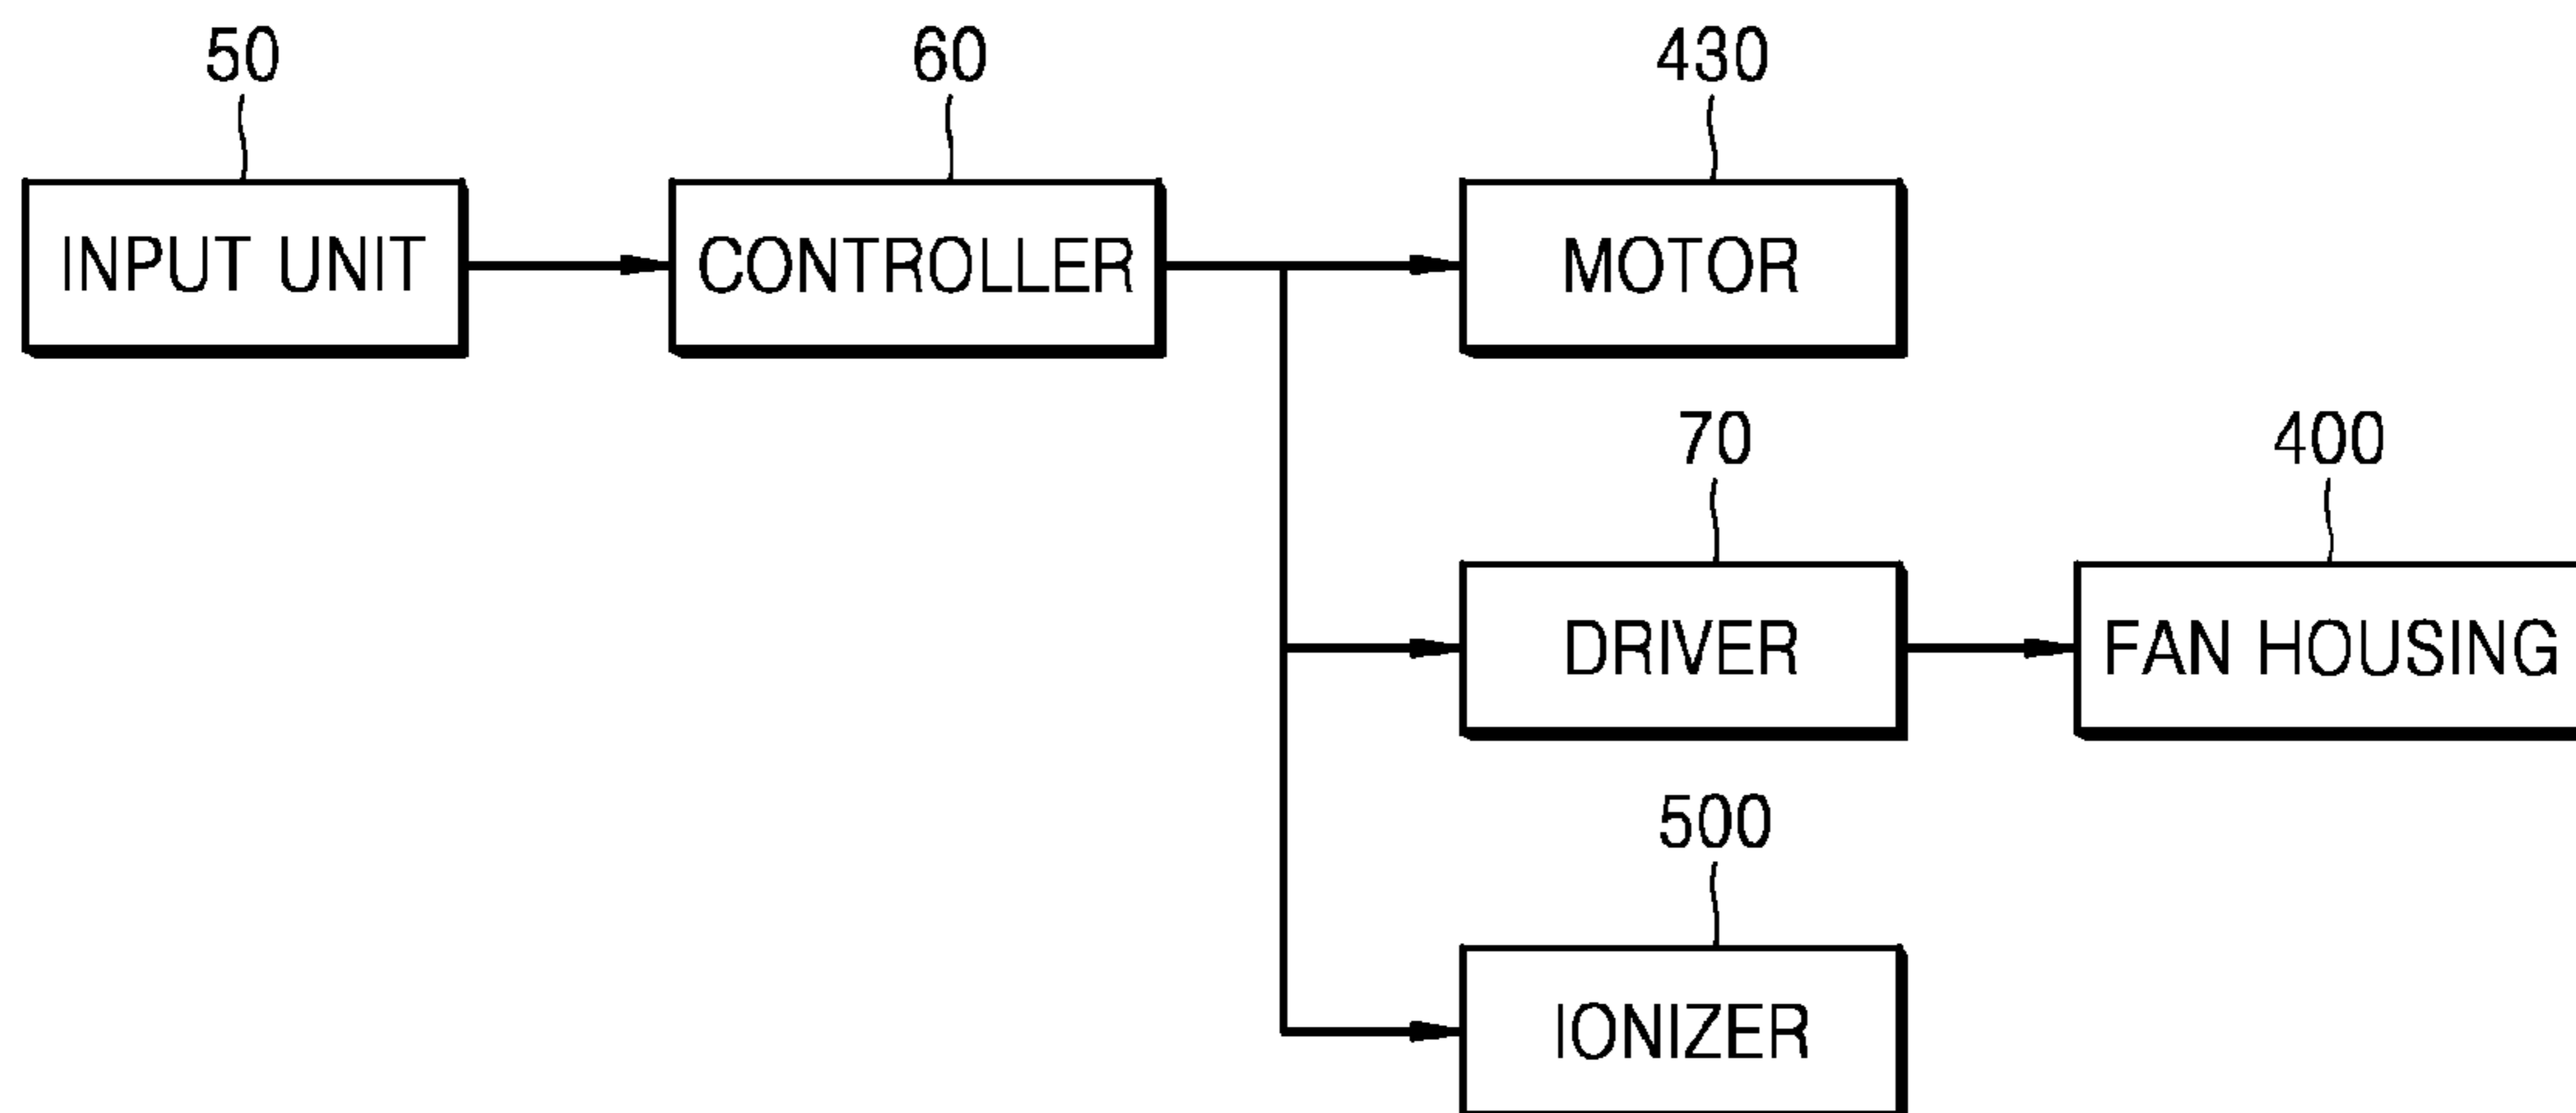 50
60
430
INPUT UNIT
CONTROLLER
MOTOR
70
400
DRIVER
FAN HOUSING
500
IONIZER